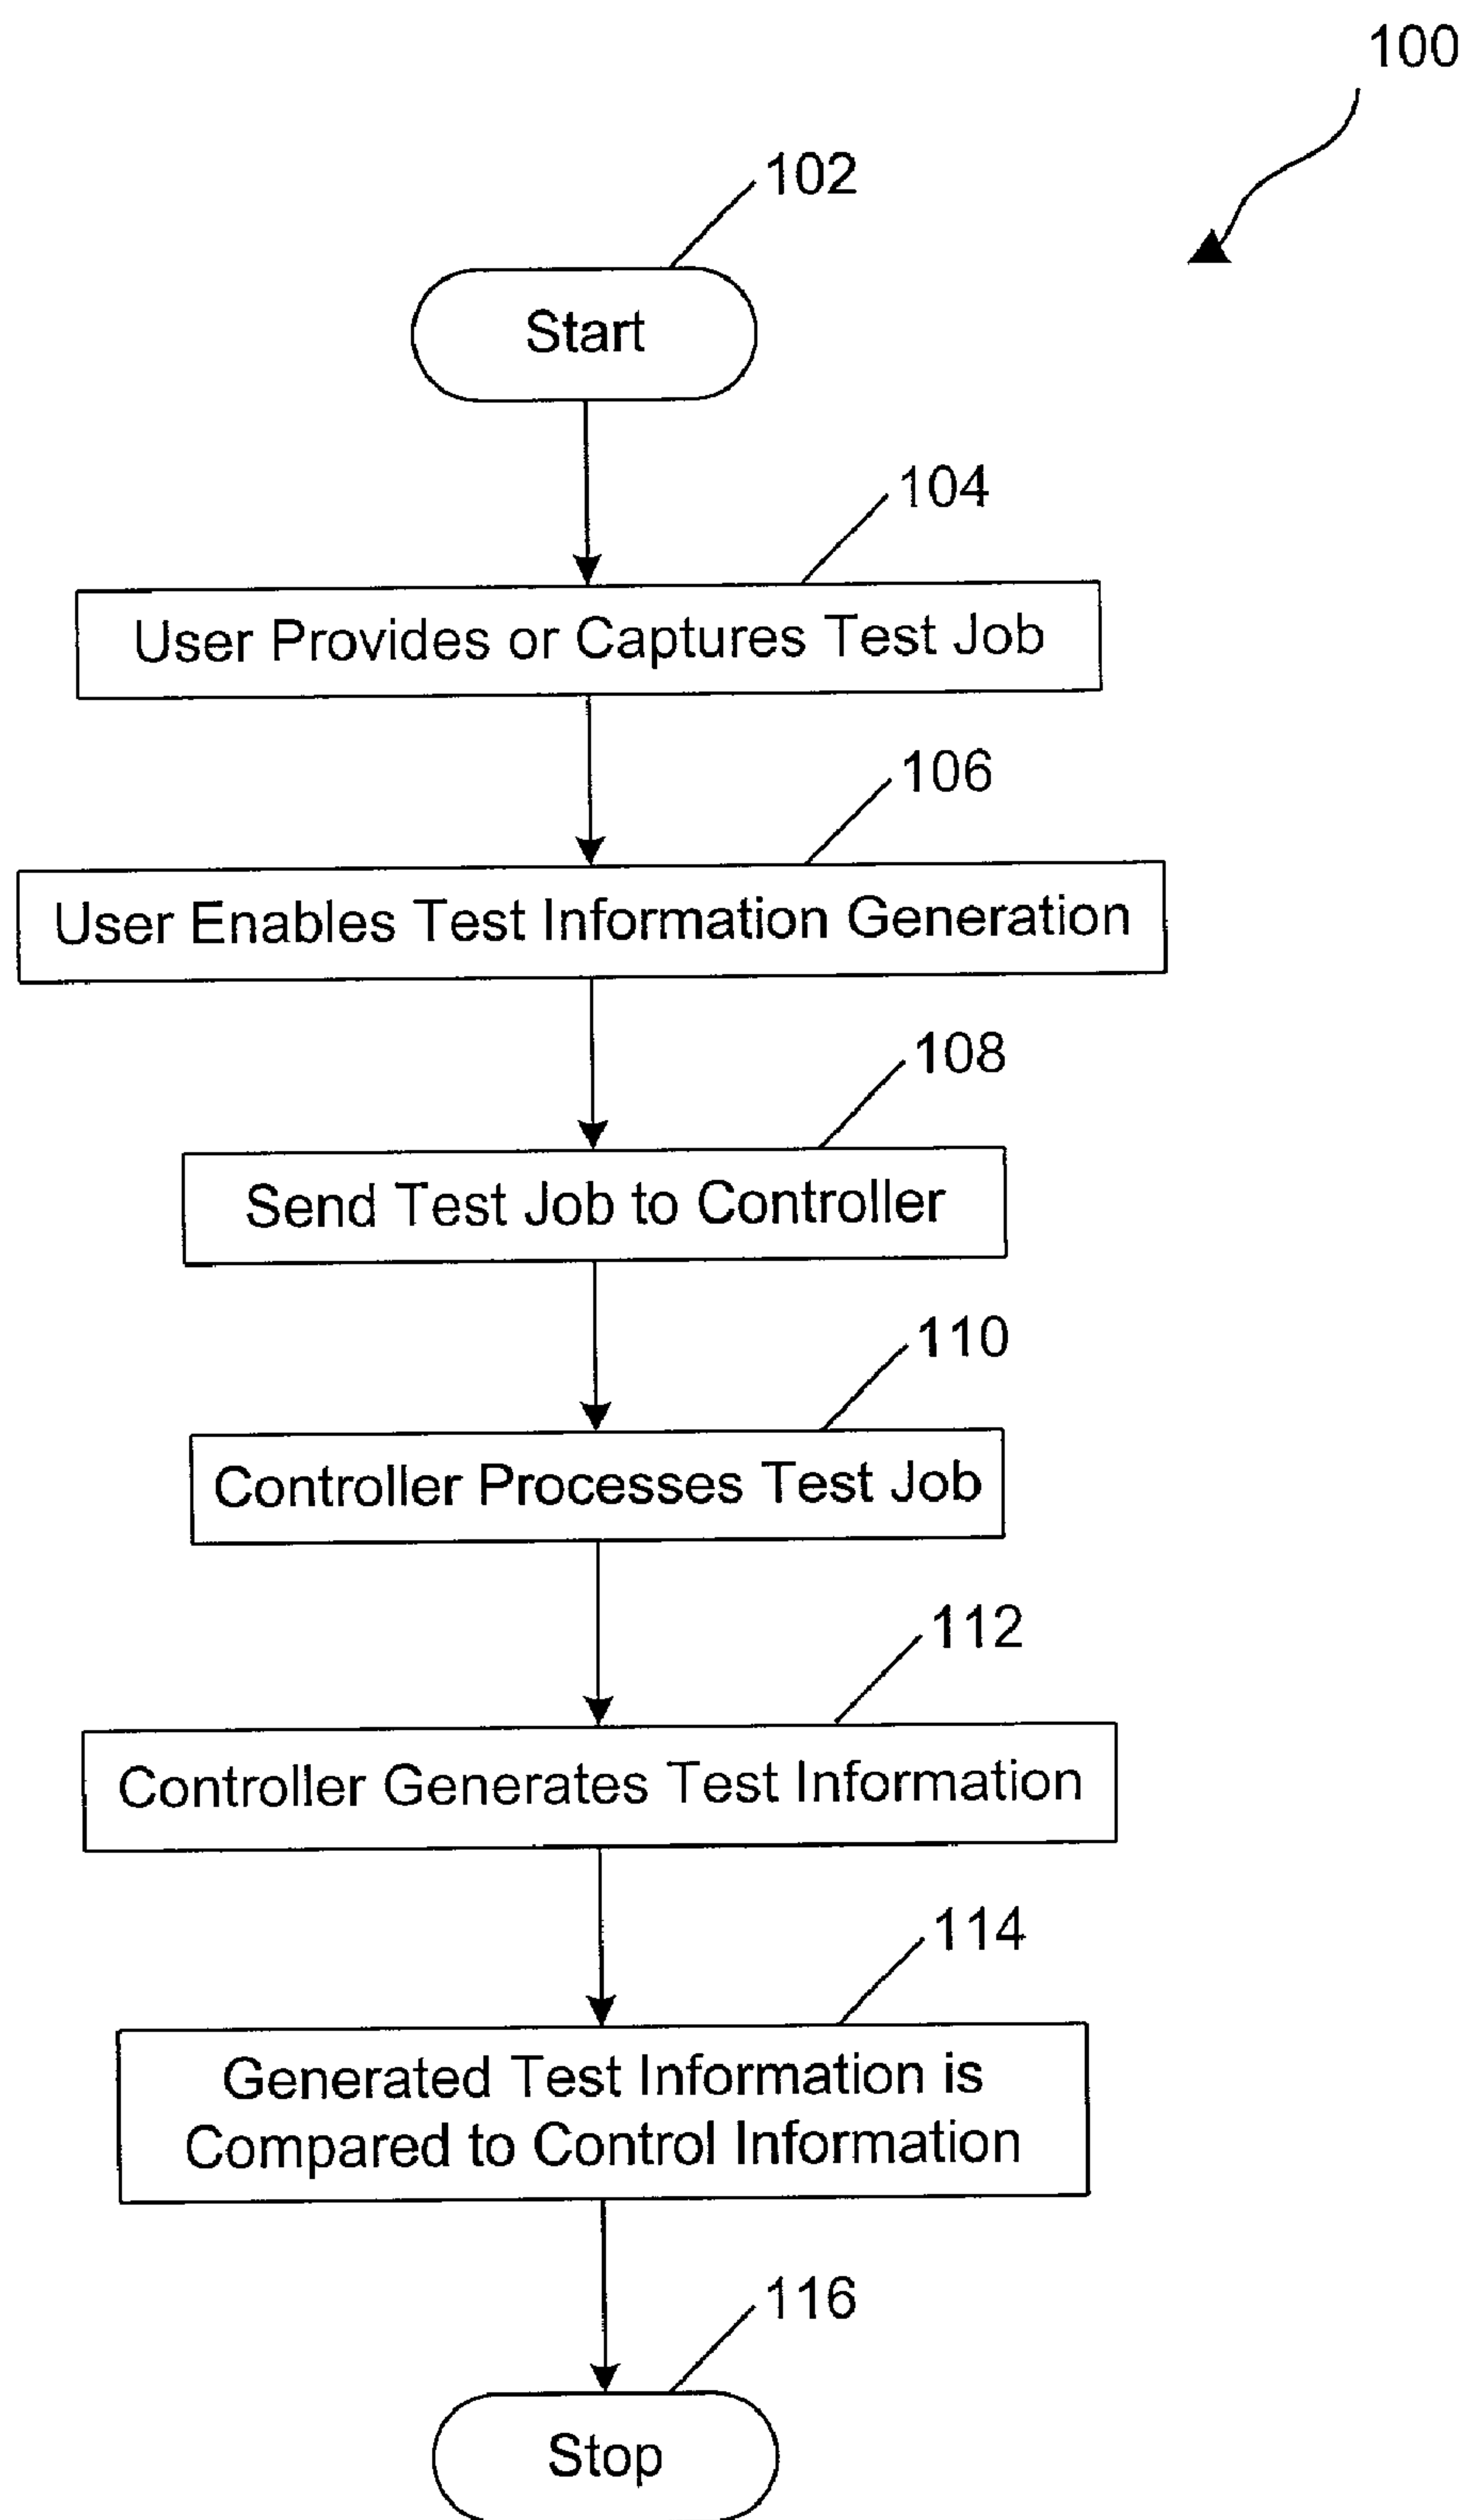 100
102
Start
104
User Provides or Captures Test Job
106
User Enables Test Information Generation
108
Send Test Job to Controller
110
Controller Processes Test Job
112
Controller Generates Test Information
114
Generated Test Information is
Compared to Control Information
116
Stop